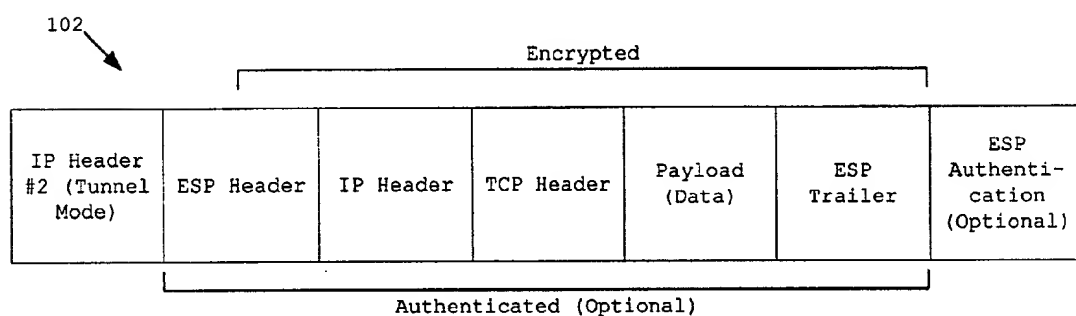 102
Encrypted
IP Header
#2 (Tunnel
Mode)
ESP Header
IP Header
TCP Header
Payload
(Data)
ESP
Trailer
ESP
Authenti-
cation
(Optional)
Authenticated (Optional)